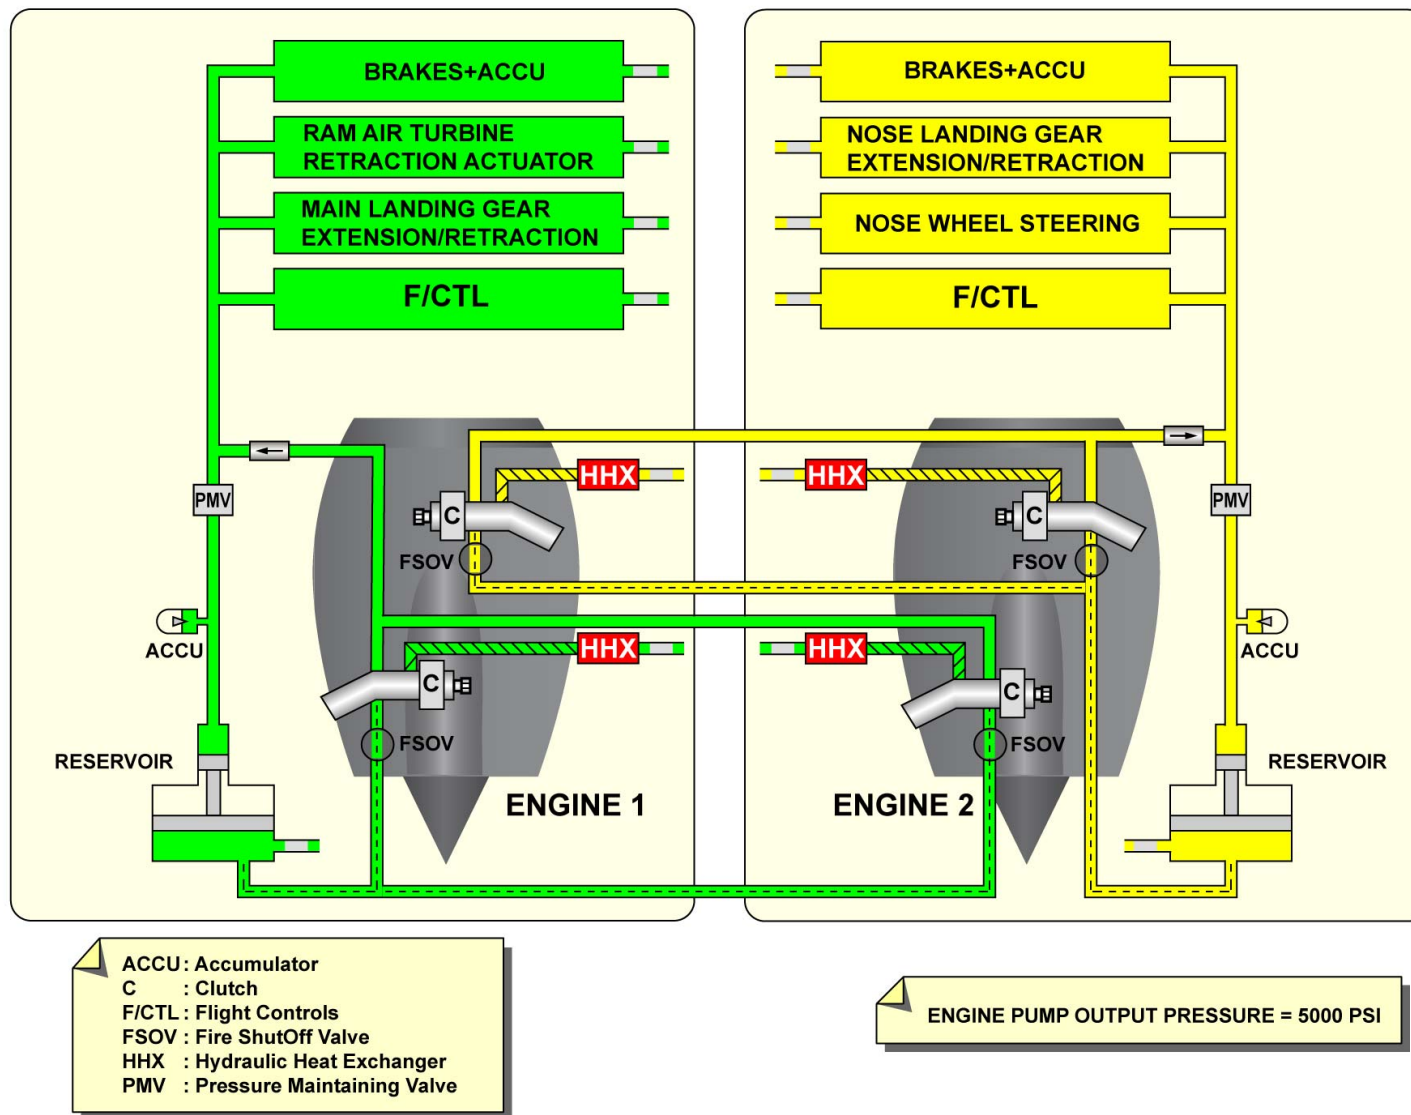 BRAKES+ACCU
RAM AIR TURBINE
RETRACTION ACTUATOR
MAIN LANDING GEAR
EXTENSION/RETRACTION
F/CTL
BRAKES+ACCU
NOSE LANDING GEAR
EXTENSION/RETRACTION
NOSE WHEEL STEERING
F/CTL
HHX
HHX
PMV
C
C
PMV
FSOV
FSOV
ACCU
HHX
HHX
ACCU
C
C
FSOV
FSOV
RESERVOIR
RESERVOIR
ENGINE 1
ENGINE 2
ACCU : Accumulator
C : Clutch
F/CTL : Flight Controls
FSOV : Fire ShutOff Valve
HHX : Hydraulic Heat Exchanger
PMV : Pressure Maintaining Valve
ENGINE PUMP OUTPUT PRESSURE = 5000 PSI